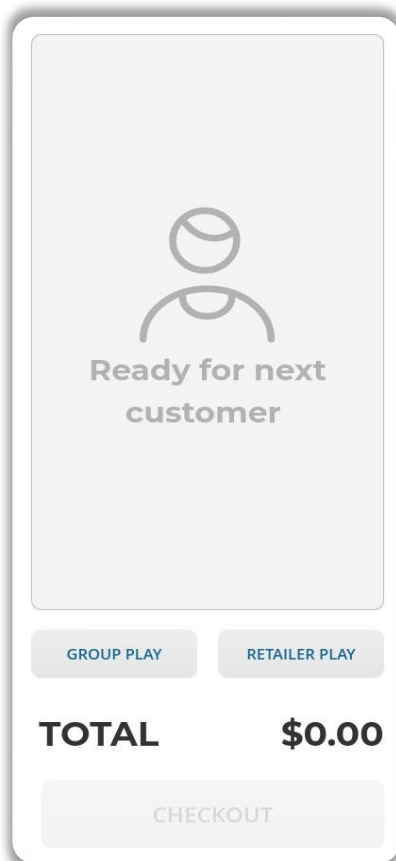 Ready for next
customer
GROUP PLAY
RETAILER PLAY
TOTAL
$0.00
CHECKOUT